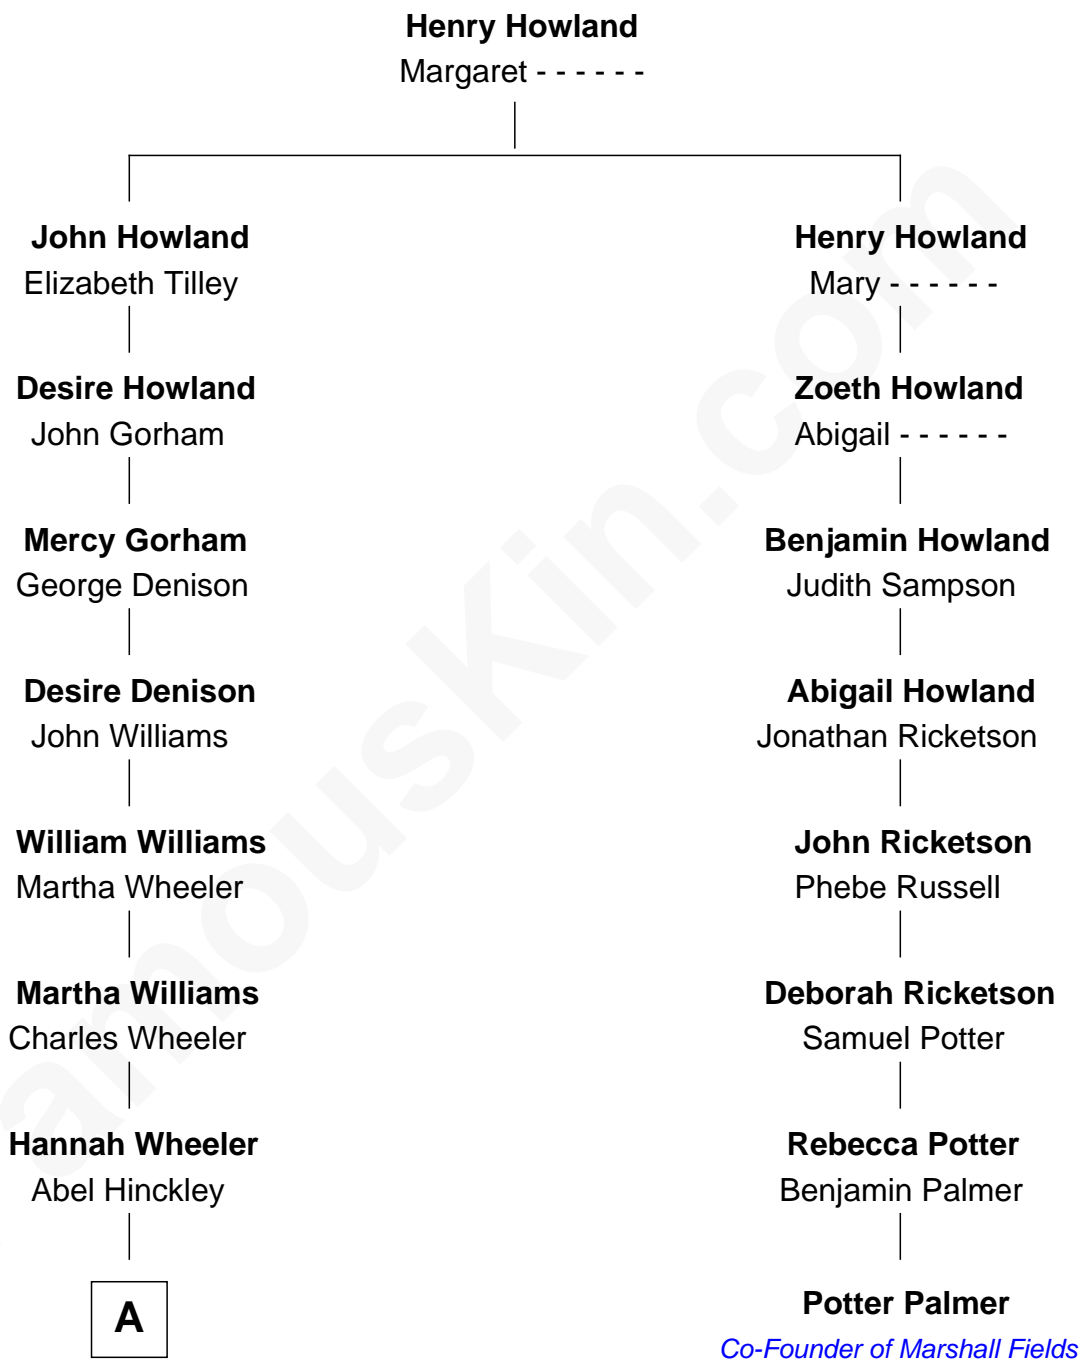 Henry Howland
Margaret - - - - - -
John Howland
Elizabeth Tilley
Henry Howland
Mary - - - - - -
Desire Howland
John Gorham
Zoeth Howland
Abigail - - - - - -
Mercy Gorham
George Denison
Benjamin Howland
Judith Sampson
Desire Denison
John Williams
Abigail Howland
Jonathan Ricketson
William Williams
Martha Wheeler
John Ricketson
Phebe Russell
Martha Williams
Charles Wheeler
Deborah Ricketson
Samuel Potter
Hannah Wheeler
Abel Hinckley
Rebecca Potter
Benjamin Palmer
A
Potter Palmer
Co-Founder of Marshall Fields
amousKin.com